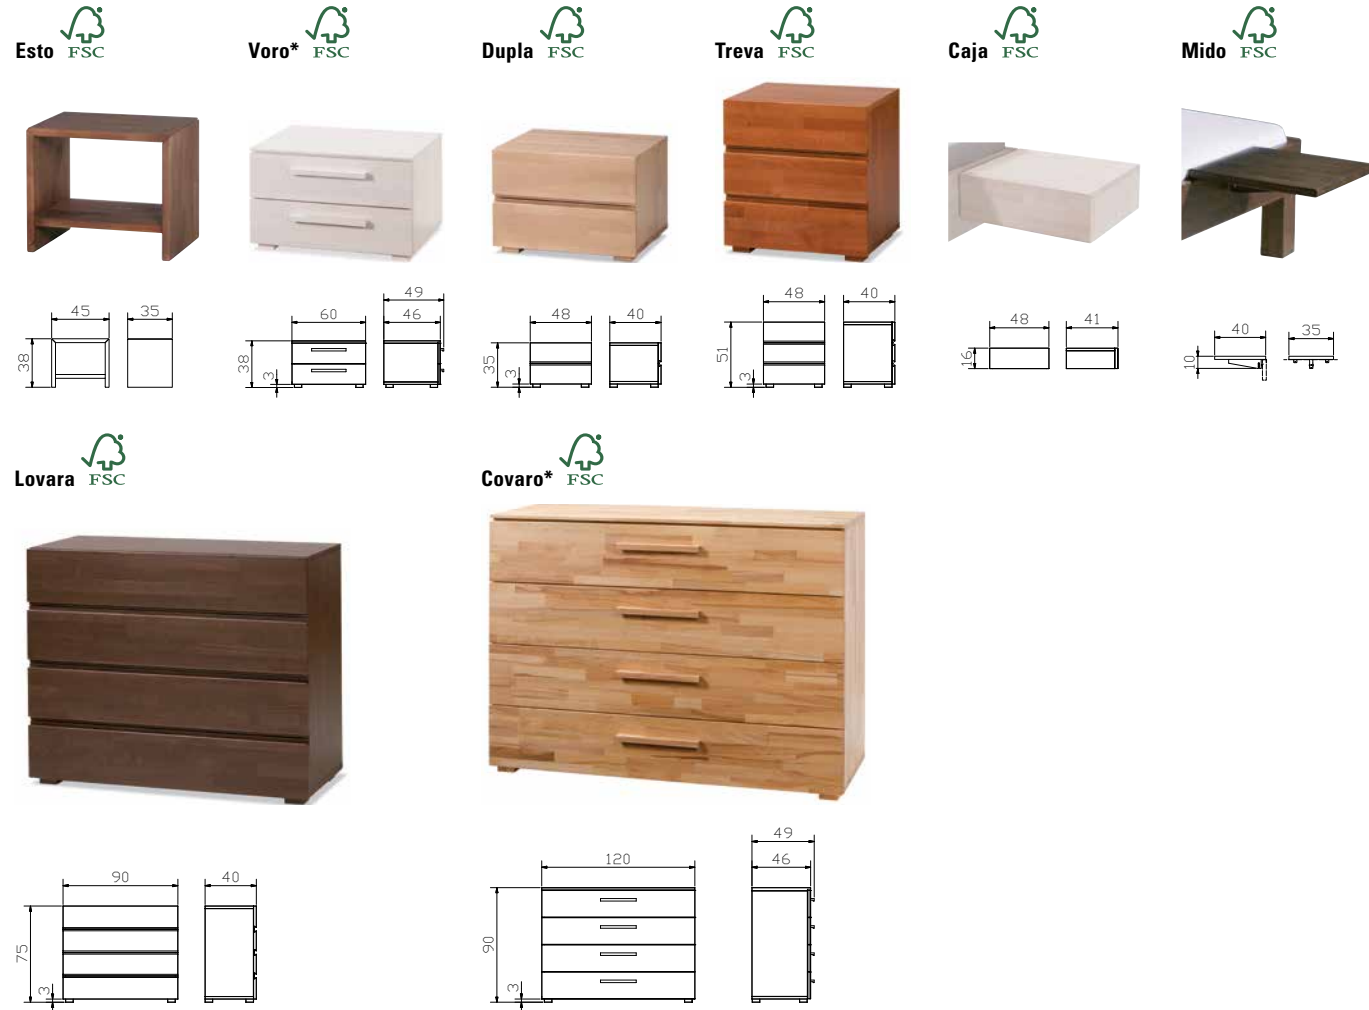 Esto FSC
Voro* FSC
Dupla FSC
Treva FSC
Caja FSC
Mido FSC
45 35
38
49
60 46
38
3
48 40
35
3
48 40
51
3
48 41
16
40 35
10
Lovara FSC
Covaro* FSC
90 40
75
3
49
120 46
90
3